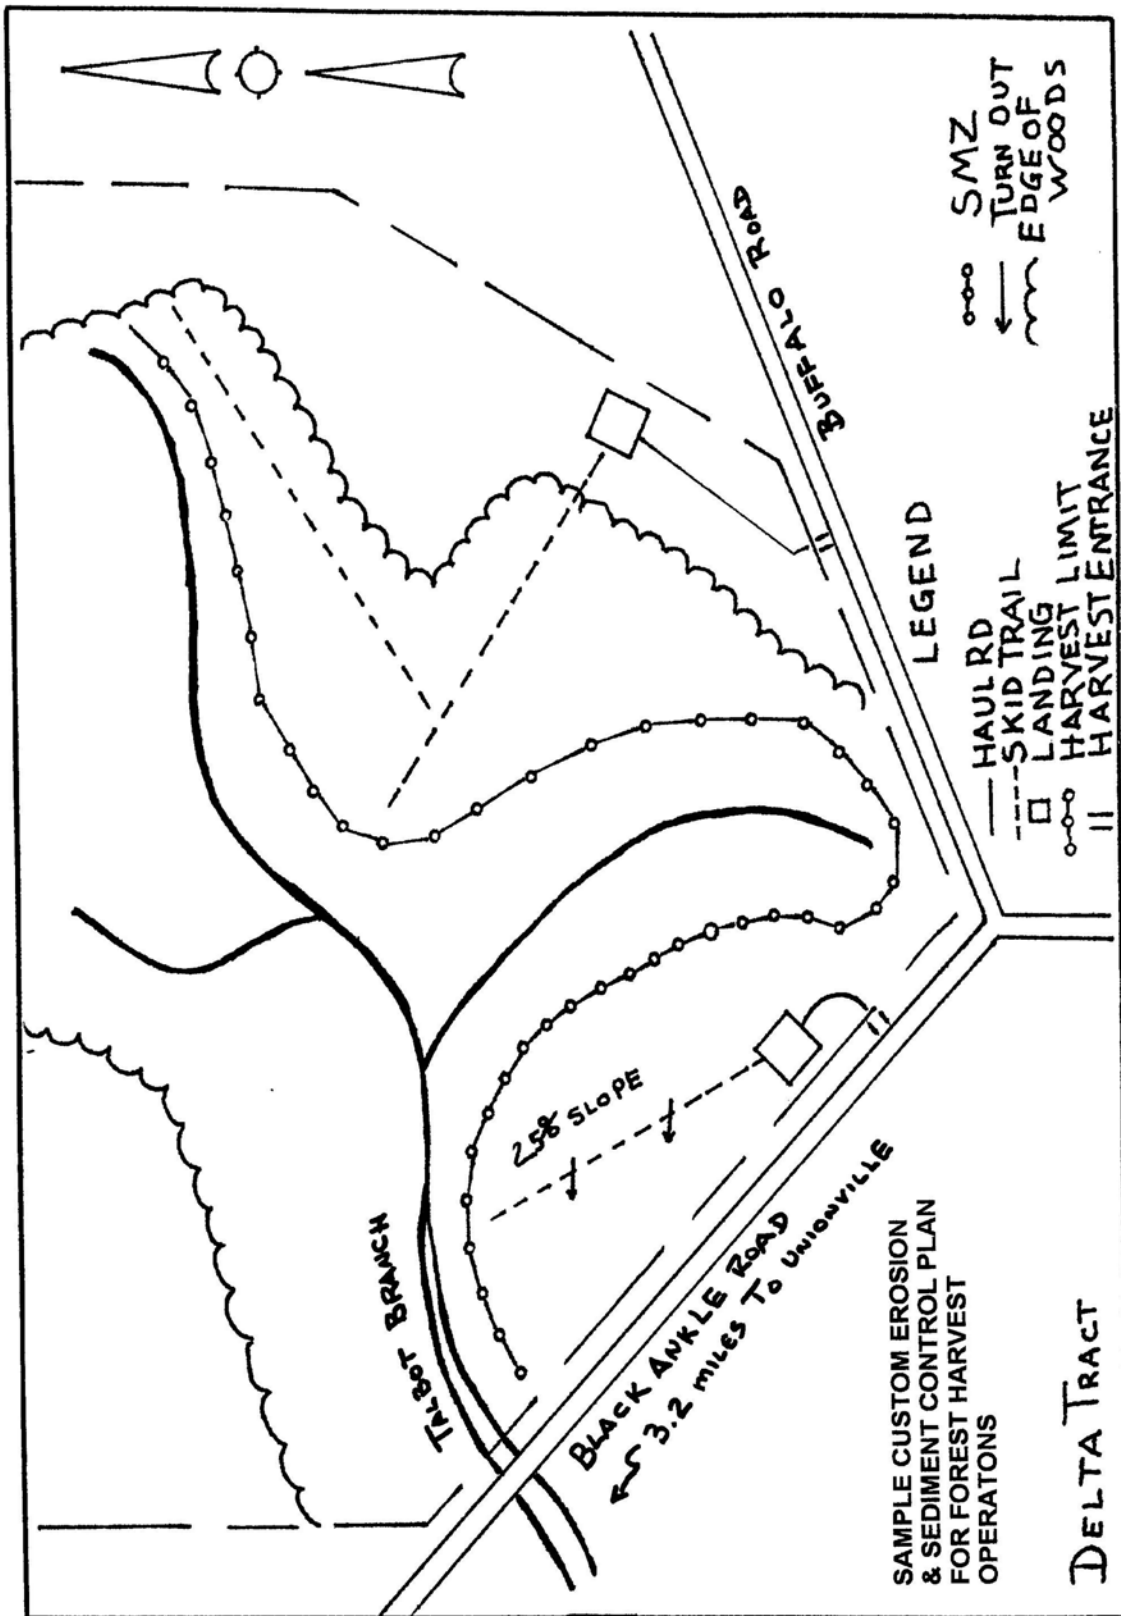 TALBOT BRANCH
25% SLOPE
BLACK ANKLE ROAD
3.2 MILES TO UNIONVILLE
BUFFALO ROAD
SAMPLE CUSTOM EROSION
& SEDIMENT CONTROL PLAN
FOR FOREST HARVEST
OPERATONS
DELTA TRACT
LEGEND
HAUL RD
SKID TRAIL
LANDING
HARVEST LIMIT
HARVEST ENTRANCE
SMZ
TURN OUT
EDGE OF
WOODS